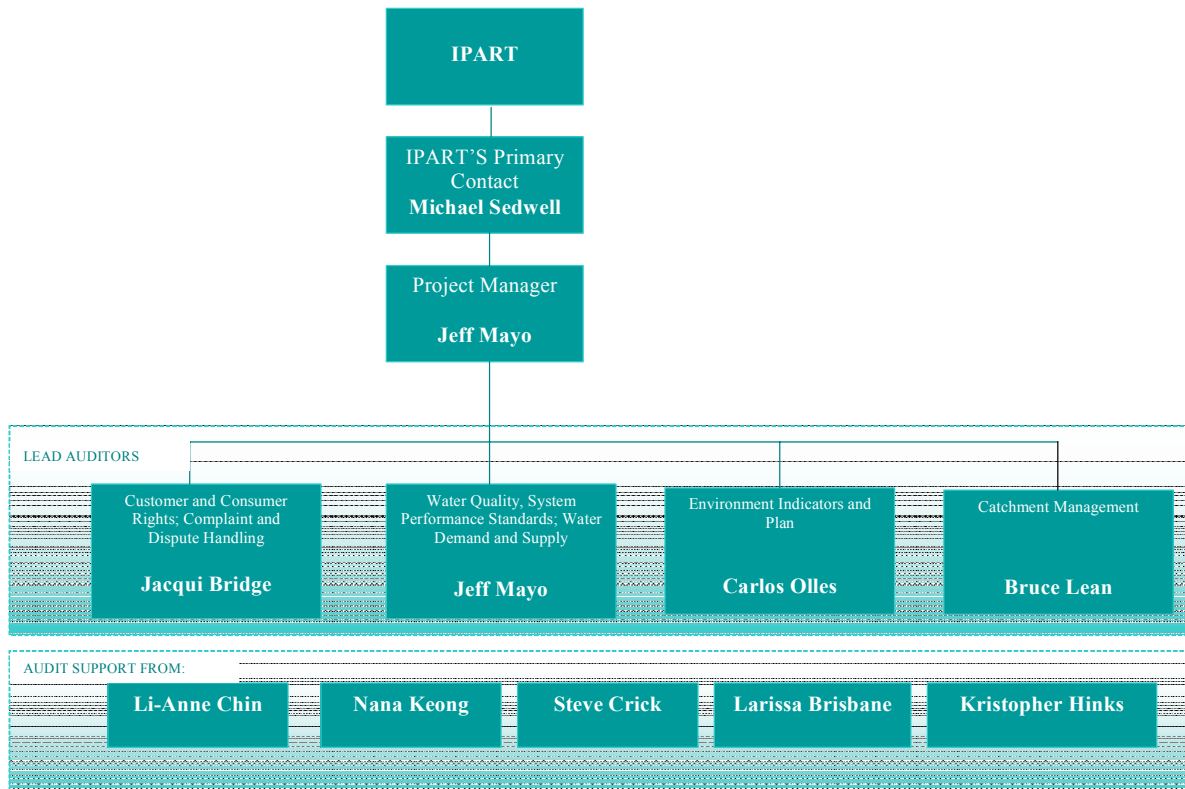 IPART
IPART’S Primary
Contact
Michael Sedwell
Project Manager
Jeff Mayo
LEAD AUDITORS
Customer and Consumer
Rights; Complaint and
Dispute Handling
Jacqui Bridge
Water Quality, System
Performance Standards; Water
Demand and Supply
Jeff Mayo
Environment Indicators and
Plan
Carlos Olles
Catchment Management
Bruce Lean
AUDIT SUPPORT FROM:
Li-Anne Chin
Nana Keong
Steve Crick
Larissa Brisbane
Kristopher Hinks